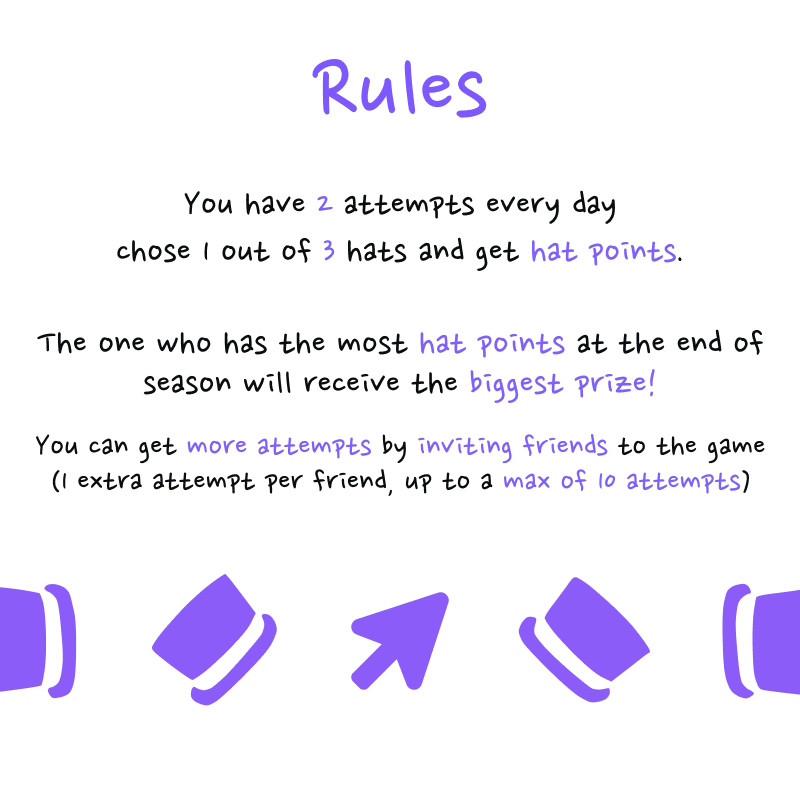 Rules
You have 2 attempts every day
chose 1 out of 3 hats and get hat points.
The one who has the most hat points at the end of
season will receive the biggest prize!
You can get more attempts by inviting friends to the game
(1 extra attempt per friend, up to a max of 10 attempts)